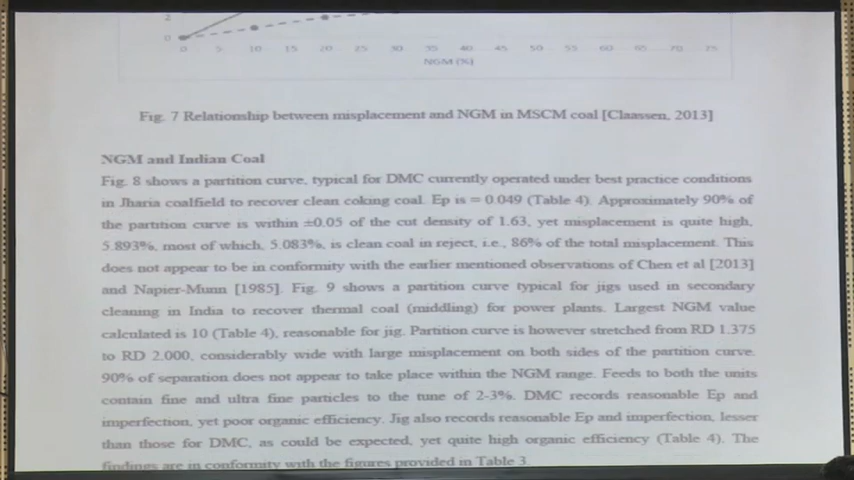 2
0
0 5 10 15 20 25 30 35 40 45 50 55 60 65 70 75
NGM (%)
Fig. 7 Relationship between misplacement and NGM in MSCM coal [Claassen, 2013]
NGM and Indian Coal
Fig. 8 shows a partition curve, typical for DMC currently operated under best practice conditions
in Jharia coalfield to recover clean coking coal. Ep is = 0.049 (Table 4). Approximately 90% of
the partition curve is within ±0.05 of the cut density of 1.63, yet misplacement is quite high,
5.893%, most of which, 5.083%, is clean coal in reject, i.e., 86% of the total misplacement. This
does not appear to be in conformity with the earlier mentioned observations of Chen et al [2013]
and Napier-Munn [1985]. Fig. 9 shows a partition curve typical for jigs used in secondary
cleaning in India to recover thermal coal (middling) for power plants. Largest NGM value
calculated is 10 (Table 4), reasonable for jig. Partition curve is however stretched from RD 1.375
to RD 2.000, considerably wide with large misplacement on both sides of the partition curve.
90% of separation does not appear to take place within the NGM range. Feeds to both the units
contain fine and ultra fine particles to the tune of 2-3%. DMC records reasonable Ep and
imperfection, yet poor organic efficiency. Jig also records reasonable Ep and imperfection, lesser
than those for DMC, as could be expected, yet quite high organic efficiency (Table 4). The
findings are in conformity with the figures provided in Table 3.